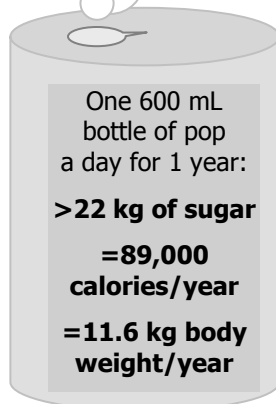 One 600 mL
bottle of pop
a day for 1 year:
>22 kg of sugar
=89,000
calories/year
=11.6 kg body
weight/year